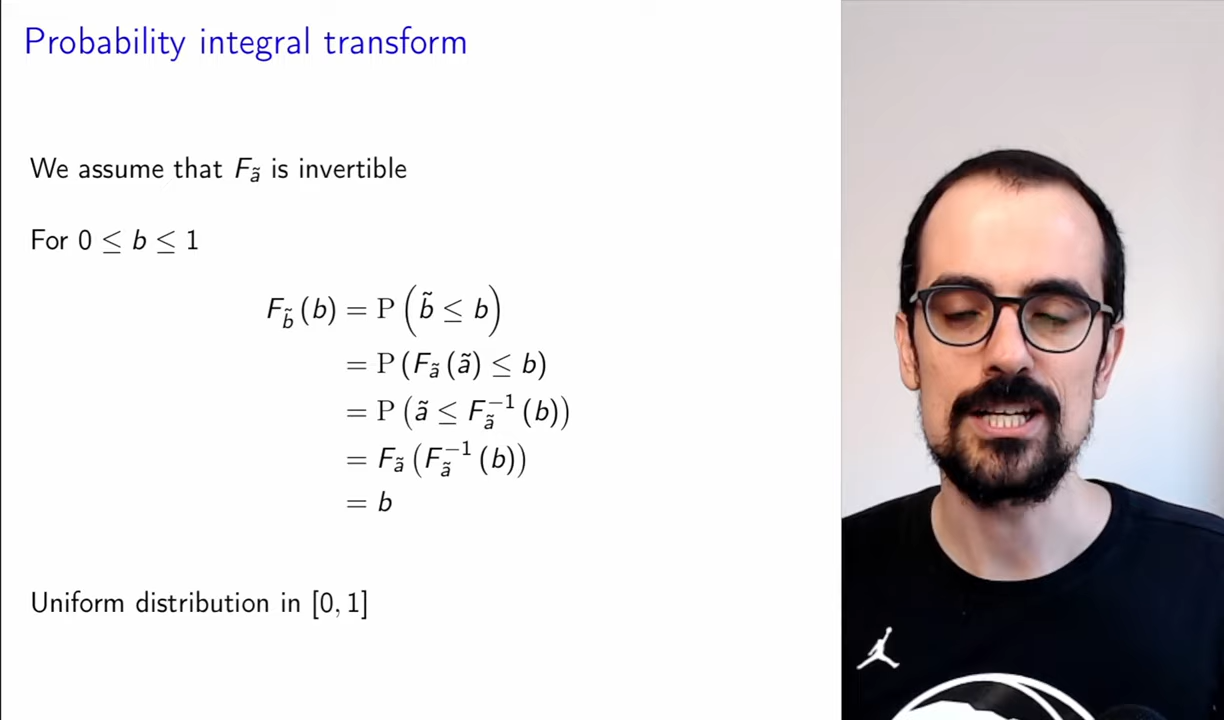 Probability integral transform
We assume that F_ã is invertible
For 0 ≤ b ≤ 1
F_b̃ (b) = P (b̃ ≤ b)
= P (F_ã (ã) ≤ b)
= P (ã ≤ F_ã⁻¹ (b))
= F_ã (F_ã⁻¹ (b))
= b
Uniform distribution in [0, 1]